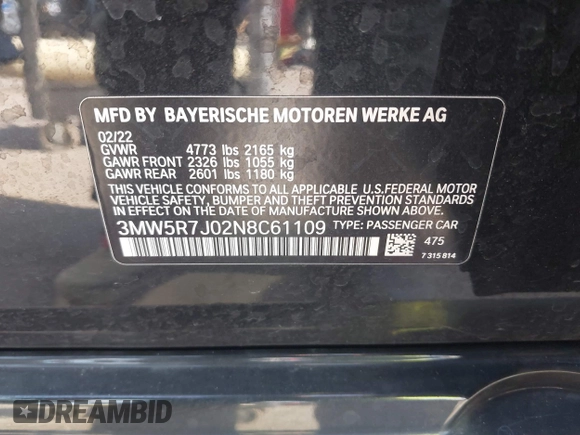 MFD BY BAYERISCHE MOTOREN WERKE AG
02/22
GVWR 4773 lbs 2165 kg
GAWR FRONT 2326 lbs 1055 kg
GAWR REAR 2601 lbs 1180 kg
THIS VEHICLE CONFORMS TO ALL APPLICABLE U.S.FEDERAL MOTOR
VEHICLE SAFETY, BUMPER AND THEFT PREVENTION STANDARDS
IN EFFECT ON THE DATE OF MANUFACTURE SHOWN ABOVE.
3MW5R7J02N8C61109 TYPE: PASSENGER CAR
475
7 315 814
DREAMBID